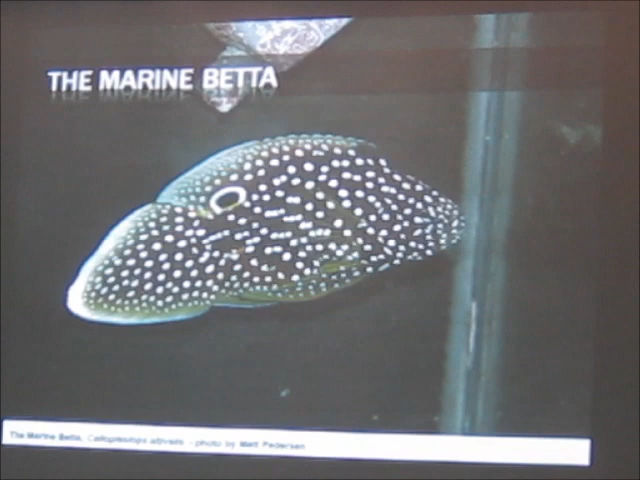 THE MARINE BETTA
The Marine Betta, Calloplesiops altivelis - photo by Matt Pedersen